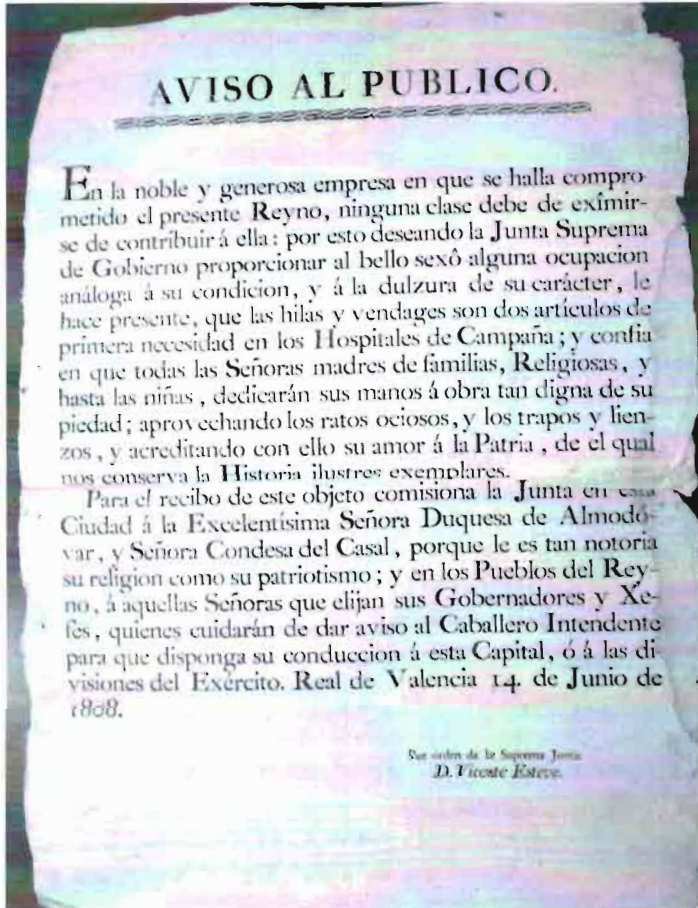 AVISO AL PUBLICO.
En la noble y generosa empresa en que se halla compro-
metido el presente Reyno, ninguna clase debe de exîmir-
se de contribuir á ella: por esto deseando la Junta Suprema
de Gobierno proporcionar al bello sexô alguna ocupacion
análoga á su condicion, y á la dulzura de su carácter, le
hace presente, que las hilas y vendages son dos artículos de
primera necesidad en los Hospitales de Campaña; y confia
en que todas las Señoras madres de familias, Religiosas, y
hasta las niñas, dedicarán sus manos á obra tan digna de su
piedad; aprovechando los ratos ociosos, y los trapos y lien-
zos, y acreditando con ello su amor á la Patria, de el qual
nos conserva la Historia ilustres exemplares.
Para el recibo de este objeto comisiona la Junta en esta
Ciudad á la Excelentísima Señora Duquesa de Almodó-
var, y Señora Condesa del Casal, porque le es tan notoria
su religion como su patriotismo; y en los Pueblos del Rey-
no, á aquellas Señoras que elijan sus Gobernadores y Xe-
fes, quienes cuidarán de dar aviso al Caballero Intendente
para que disponga su conduccion á esta Capital, ó á las di-
visiones del Exército. Real de Valencia 14. de Junio de
1808.
Por orden de la Suprema Junta.
D. Vicente Esteve.